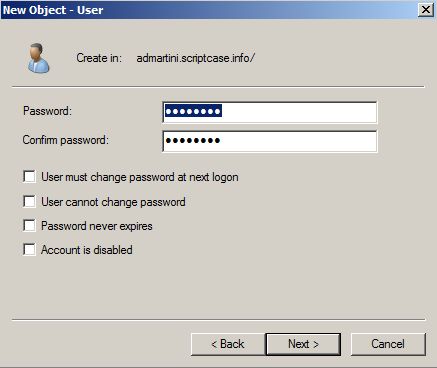 New Object - User
Create in: admartini.scriptcase.info/
Password: ●●●●●●●●
Confirm password: ●●●●●●●●
User must change password at next logon
User cannot change password
Password never expires
Account is disabled
< Back Next > Cancel